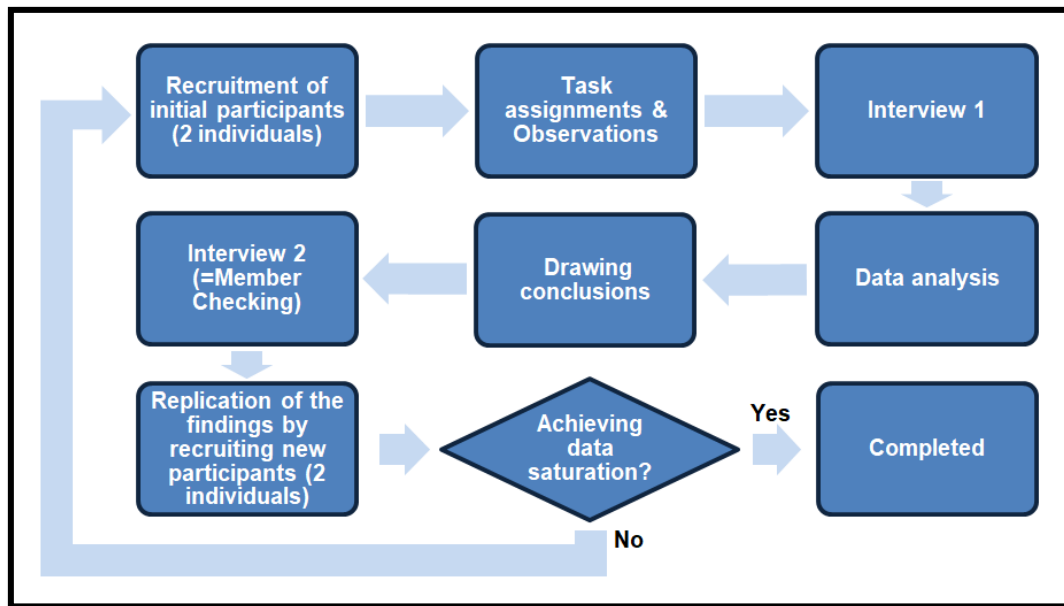 Recruitment of
initial participants
(2 individuals)
Task
assignments &
Observations
Interview 1
Data analysis
Drawing
conclusions
Interview 2
(=Member
Checking)
Replication of the
findings by
recruiting new
participants (2
individuals)
Achieving
data
saturation?
Yes
Completed
No